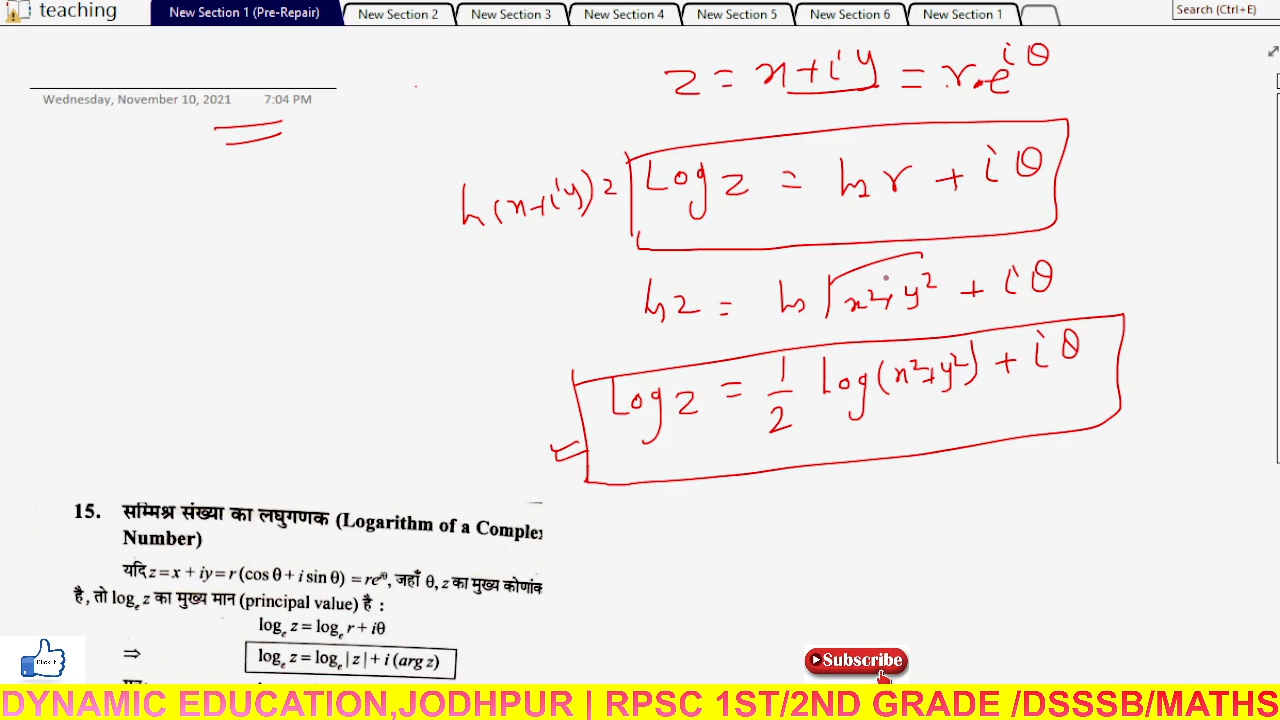 teaching
New Section 1 (Pre-Repair)
New Section 2
New Section 3
New Section 4
New Section 5
New Section 6
New Section 1
Search (Ctrl+E)
Wednesday, November 10, 2021 7:04 PM
z = x+iy = r.e^{iθ}
ln(x+iy) = Log z = ln r + iθ
ln z = ln √x²+y² + iθ
Log z = 1/2 log(x²+y²) + iθ
15. सम्मिश्र संख्या का लघुगणक (Logarithm of a Complex
Number)
यदि z = x + iy = r (cos θ + i sin θ) = re^{iθ}, जहाँ θ, z का मुख्य कोणांक
है, तो log_e z का मुख्य मान (principal value) है :
log_e z = log_e r + iθ
⇒ log_e z = log_e |z| + i (arg z)
Click it
Subscribe
DYNAMIC EDUCATION,JODHPUR | RPSC 1ST/2ND GRADE /DSSSB/MATHS